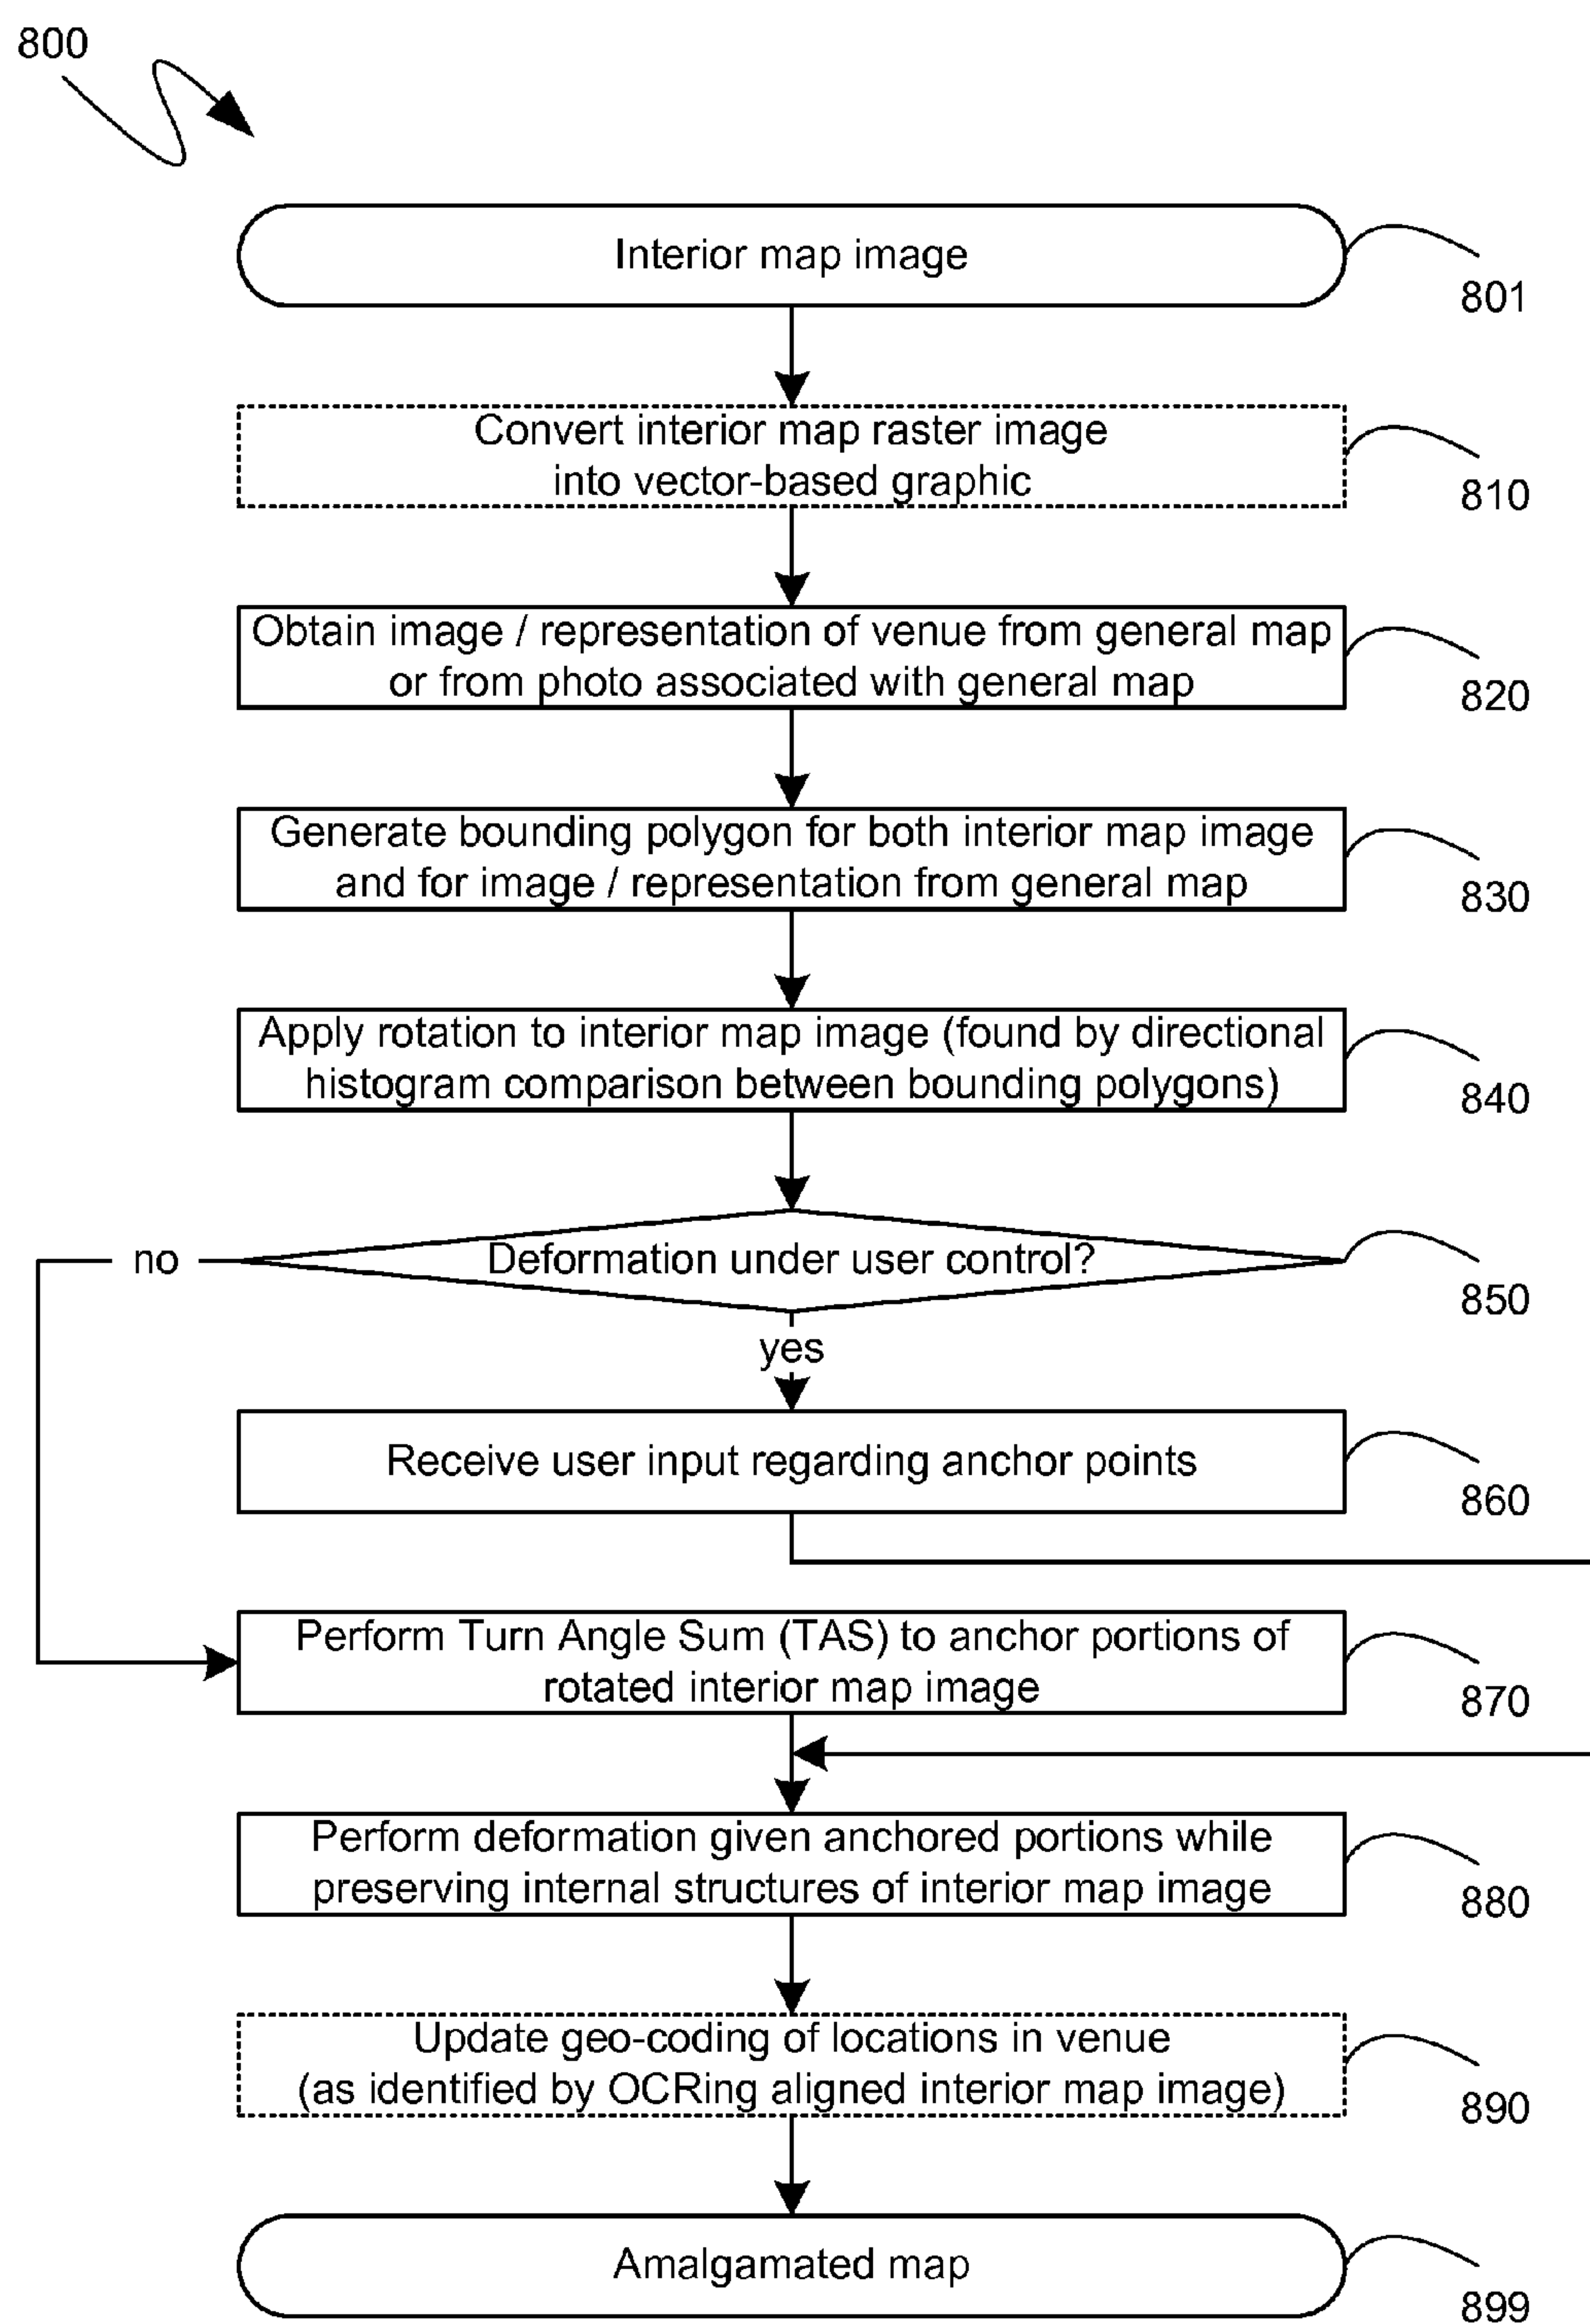 800
Interior map image
801
Convert interior map raster image
into vector-based graphic
810
Obtain image / representation of venue from general map
or from photo associated with general map
820
Generate bounding polygon for both interior map image
and for image / representation from general map
830
Apply rotation to interior map image (found by directional
histogram comparison between bounding polygons)
840
no
Deformation under user control?
850
yes
Receive user input regarding anchor points
860
Perform Turn Angle Sum (TAS) to anchor portions of
rotated interior map image
870
Perform deformation given anchored portions while
preserving internal structures of interior map image
880
Update geo-coding of locations in venue
(as identified by OCRing aligned interior map image)
890
Amalgamated map
899